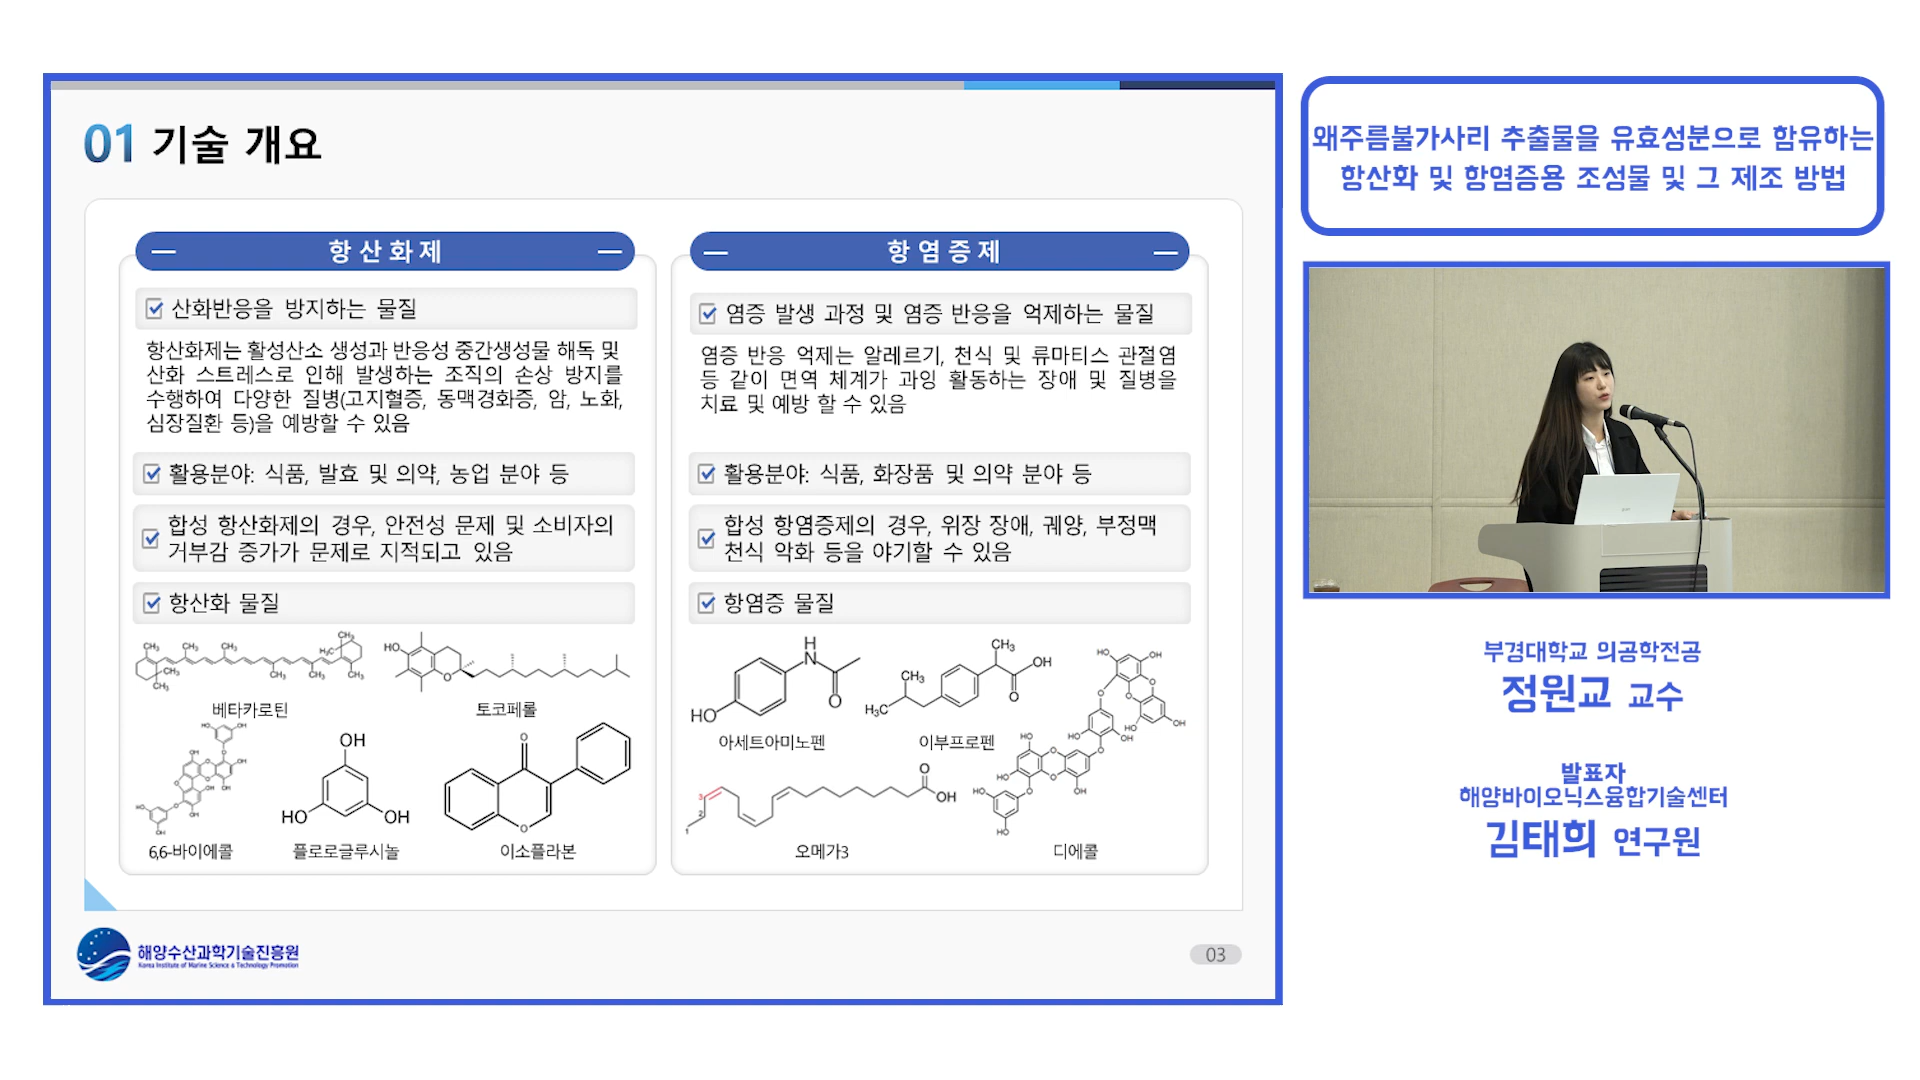 01 기술 개요
항산화제
산화반응을 방지하는 물질
항산화제는 활성산소 생성과 반응성 중간생성물 해독 및
산화 스트레스로 인해 발생하는 조직의 손상 방지를
수행하여 다양한 질병(고지혈증, 동맥경화증, 암, 노화,
심장질환 등)을 예방할 수 있음
활용분야: 식품, 발효 및 의약, 농업 분야 등
합성 항산화제의 경우, 안전성 문제 및 소비자의
거부감 증가가 문제로 지적되고 있음
항산화 물질
베타카로틴
토코페롤
6,6-바이에콜
플로로글루시놀
이소플라본
항염증제
염증 발생 과정 및 염증 반응을 억제하는 물질
염증 반응 억제는 알레르기, 천식 및 류마티스 관절염
등 같이 면역 체계가 과잉 활동하는 장애 및 질병을
치료 및 예방 할 수 있음
활용분야: 식품, 화장품 및 의약 분야 등
합성 항염증제의 경우, 위장 장애, 궤양, 부정맥
천식 악화 등을 야기할 수 있음
항염증 물질
아세트아미노펜
이부프로펜
오메가3
디에콜
해양수산과학기술진흥원
Korea Institute of Marine Science & Technology Promotion
03
왜주름불가사리 추출물을 유효성분으로 함유하는
항산화 및 항염증용 조성물 및 그 제조 방법
부경대학교 의공학전공
정원교 교수
발표자
해양바이오닉스융합기술센터
김태희 연구원